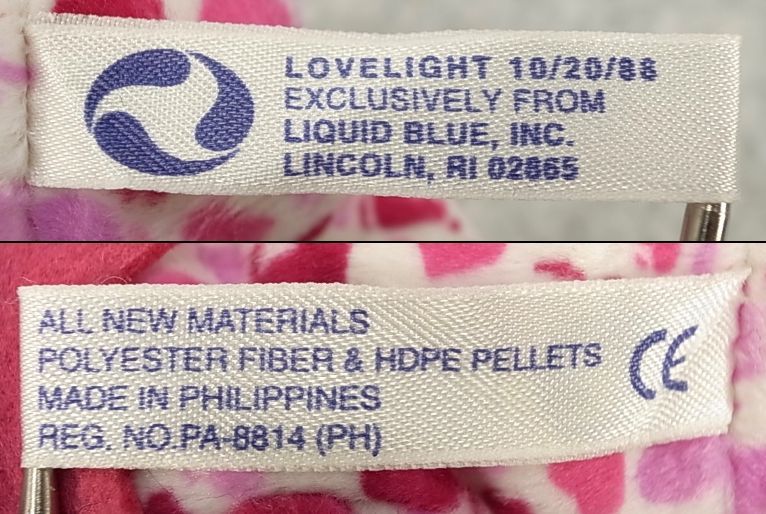 LOVELIGHT 10/20/88
EXCLUSIVELY FROM
LIQUID BLUE, INC.
LINCOLN, RI 02865
ALL NEW MATERIALS
POLYESTER FIBER & HDPE PELLETS
MADE IN PHILIPPINES
REG. NO.PA-8814 (PH)
CE